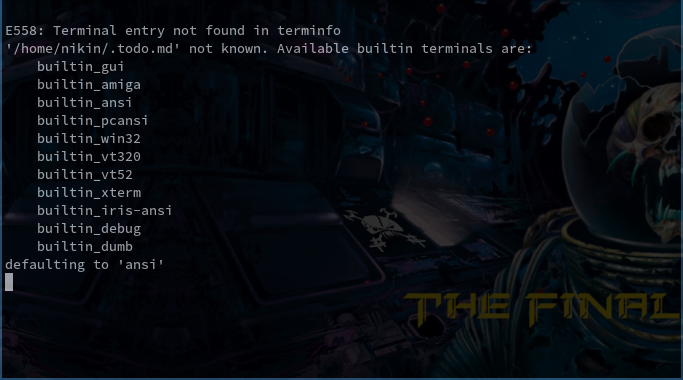 E558: Terminal entry not found in terminfo
'/home/nikin/.todo.md' not known. Available builtin terminals are:
    builtin_gui
    builtin_amiga
    builtin_ansi
    builtin_pcansi
    builtin_win32
    builtin_vt320
    builtin_vt52
    builtin_xterm
    builtin_iris-ansi
    builtin_debug
    builtin_dumb
defaulting to 'ansi'
THE FINAL